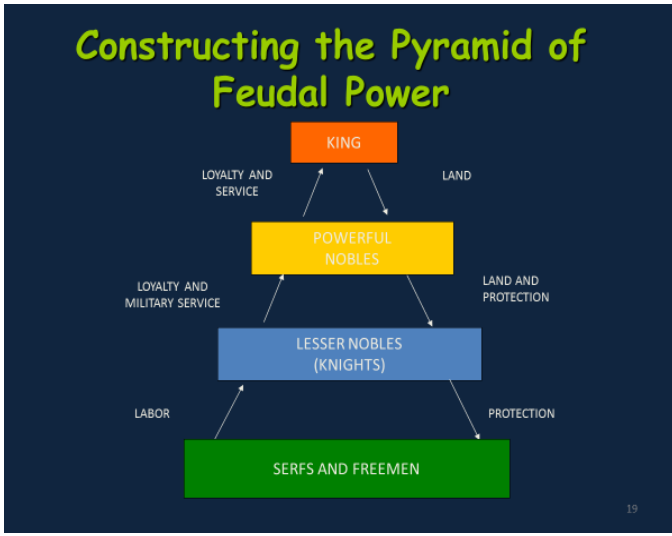 Constructing the Pyramid of
Feudal Power
KING
LOYALTY AND
SERVICE
LAND
POWERFUL
NOBLES
LOYALTY AND
MILITARY SERVICE
LAND AND
PROTECTION
LESSER NOBLES
(KNIGHTS)
LABOR
PROTECTION
SERFS AND FREEMEN
19